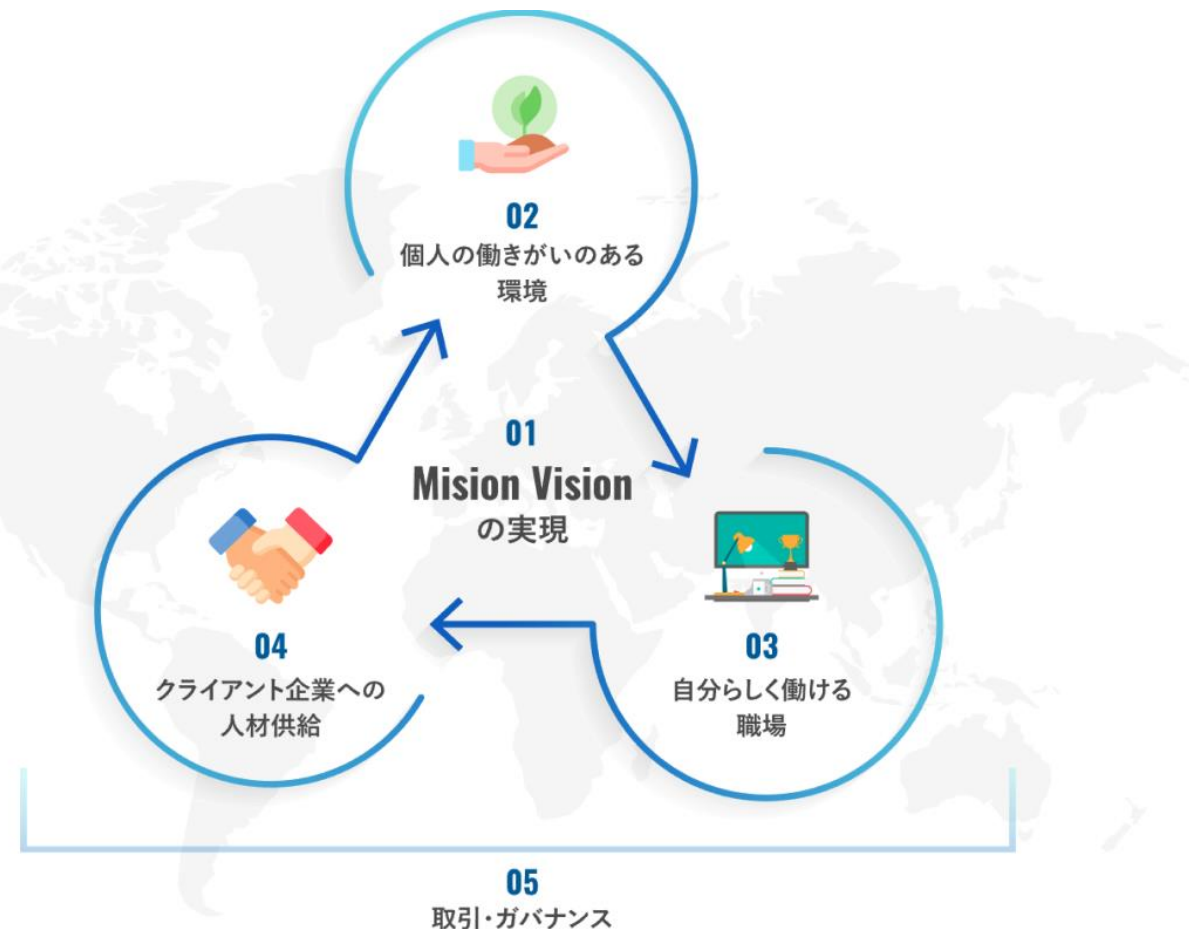 02
個人の働きがいのある
環境
01
Mision Vision
の実現
04
クライアント企業への
人材供給
03
自分らしく働ける
職場
05
取引・ガバナンス